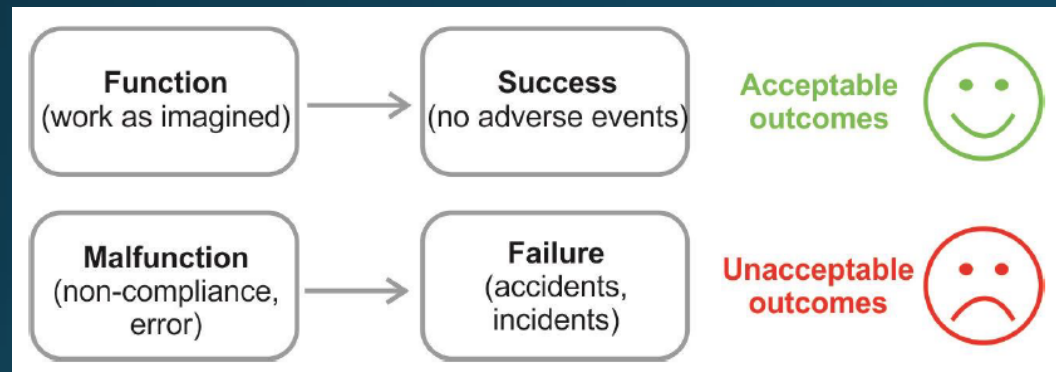 Function
(work as imagined)
Success
(no adverse events)
Acceptable
outcomes
Malfunction
(non-compliance,
error)
Failure
(accidents,
incidents)
Unacceptable
outcomes